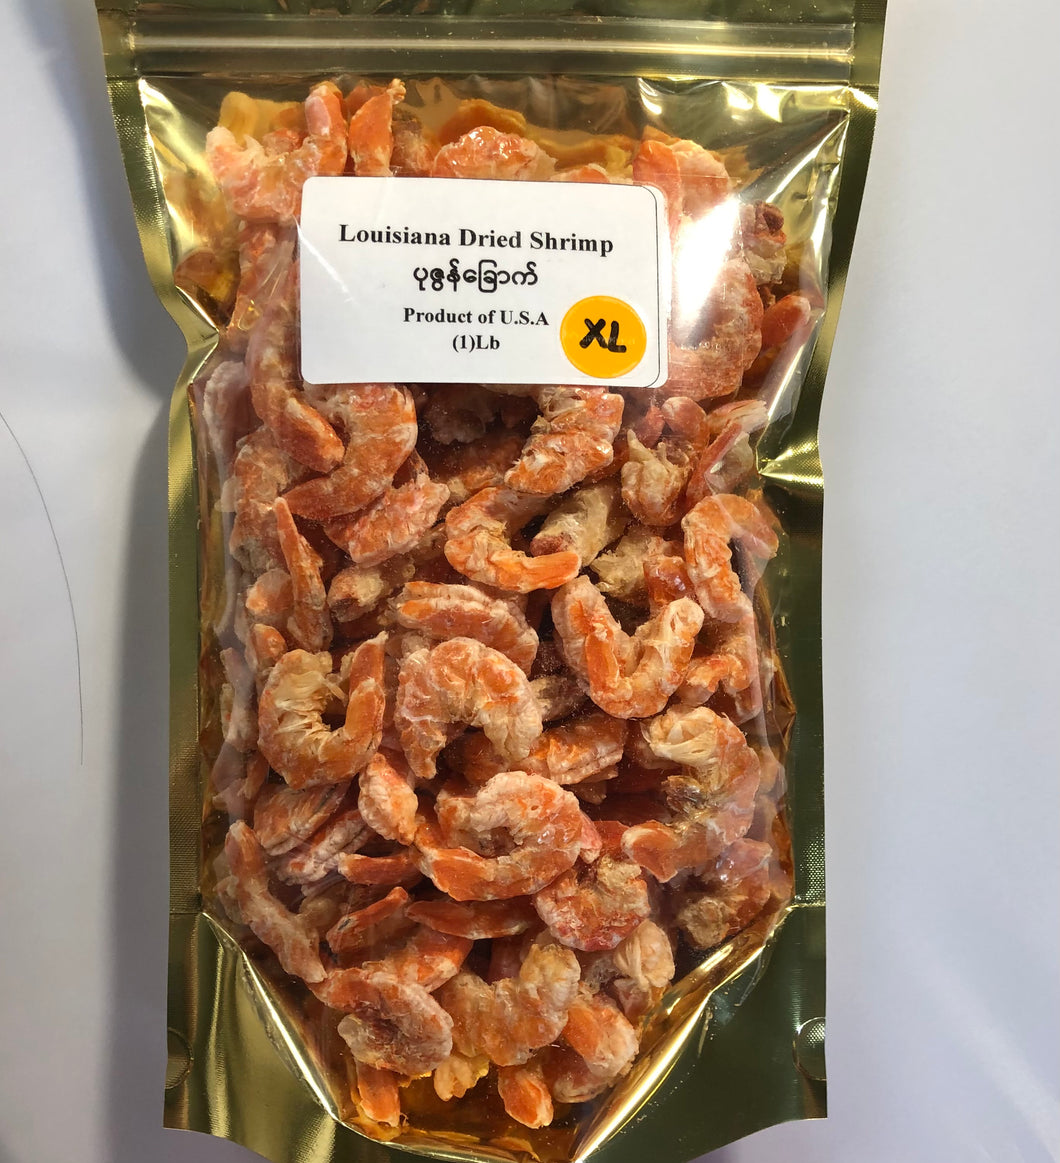 Louisiana Dried Shrimp
ပုဇွန်ခြောက်
Product of U.S.A
(1)Lb
XL